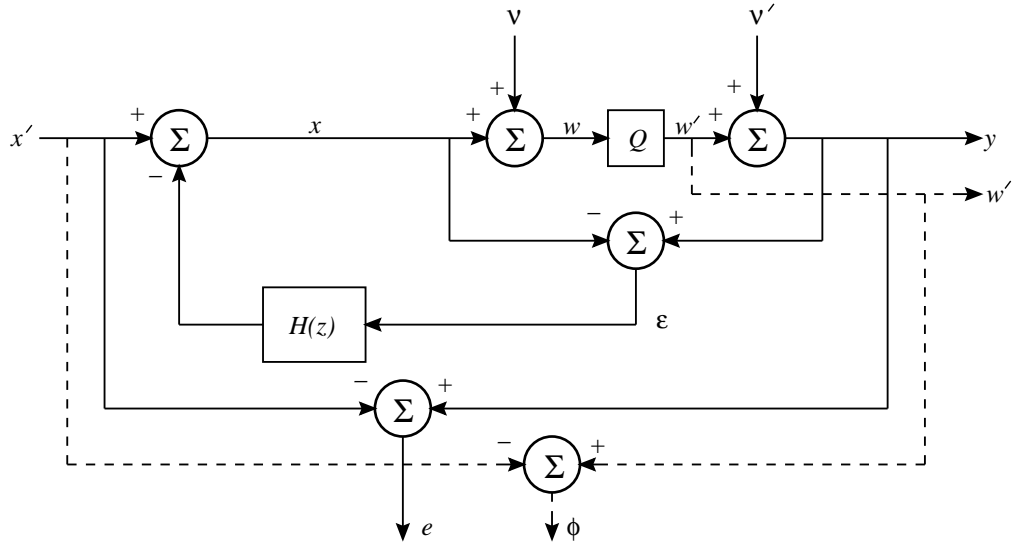 ν ν′
+ +
x′ + Σ x + Σ w Q w′ + Σ y
−
w′
− Σ +
H(z) ε
− Σ +
− Σ +
e φ